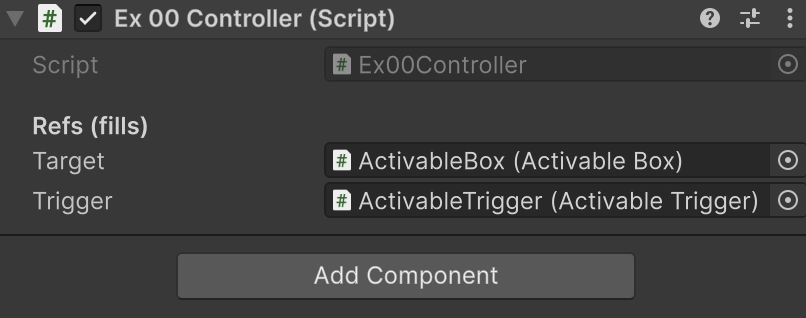 # Ex 00 Controller (Script)
Script # Ex00Controller
Refs (fills)
Target # ActivableBox (Activable Box)
Trigger # ActivableTrigger (Activable Trigger)
Add Component